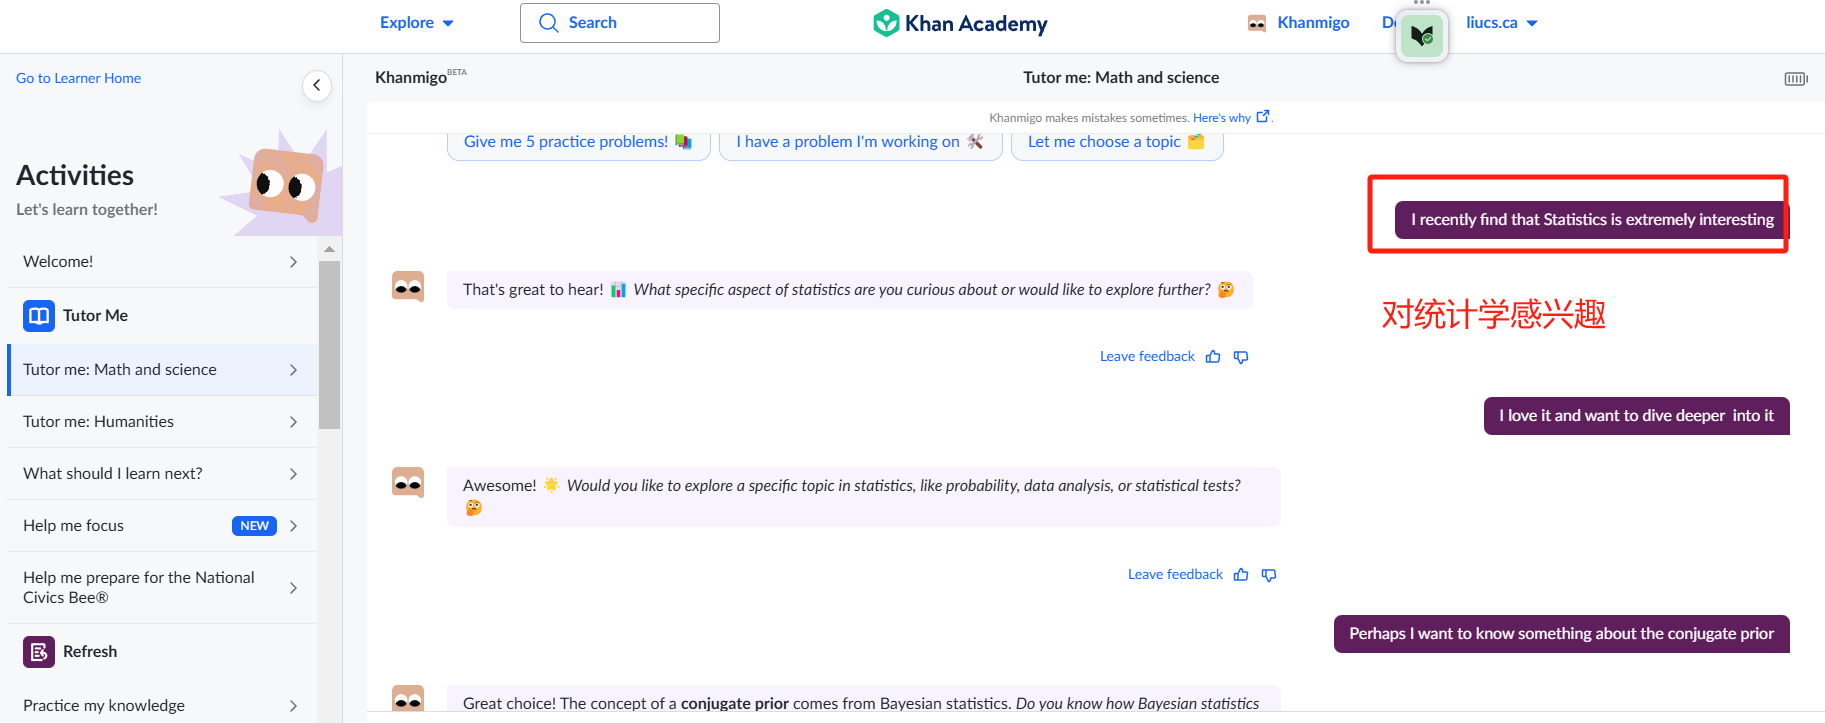 Explore
Search
Khan Academy
Khanmigo
liucs.ca
Go to Learner Home
Khanmigo BETA
Tutor me: Math and science
Khanmigo makes mistakes sometimes. Here's why .
Give me 5 practice problems!
I have a problem I'm working on
Let me choose a topic
Activities
Let's learn together!
Welcome!
Tutor Me
Tutor me: Math and science
Tutor me: Humanities
What should I learn next?
Help me focus NEW
Help me prepare for the National
Civics Bee®
Refresh
Practice my knowledge
I recently find that Statistics is extremely interesting
That's great to hear! What specific aspect of statistics are you curious about or would like to explore further?
对统计学感兴趣
Leave feedback
I love it and want to dive deeper into it
Awesome! Would you like to explore a specific topic in statistics, like probability, data analysis, or statistical tests?
Leave feedback
Perhaps I want to know something about the conjugate prior
Great choice! The concept of a conjugate prior comes from Bayesian statistics. Do you know how Bayesian statistics